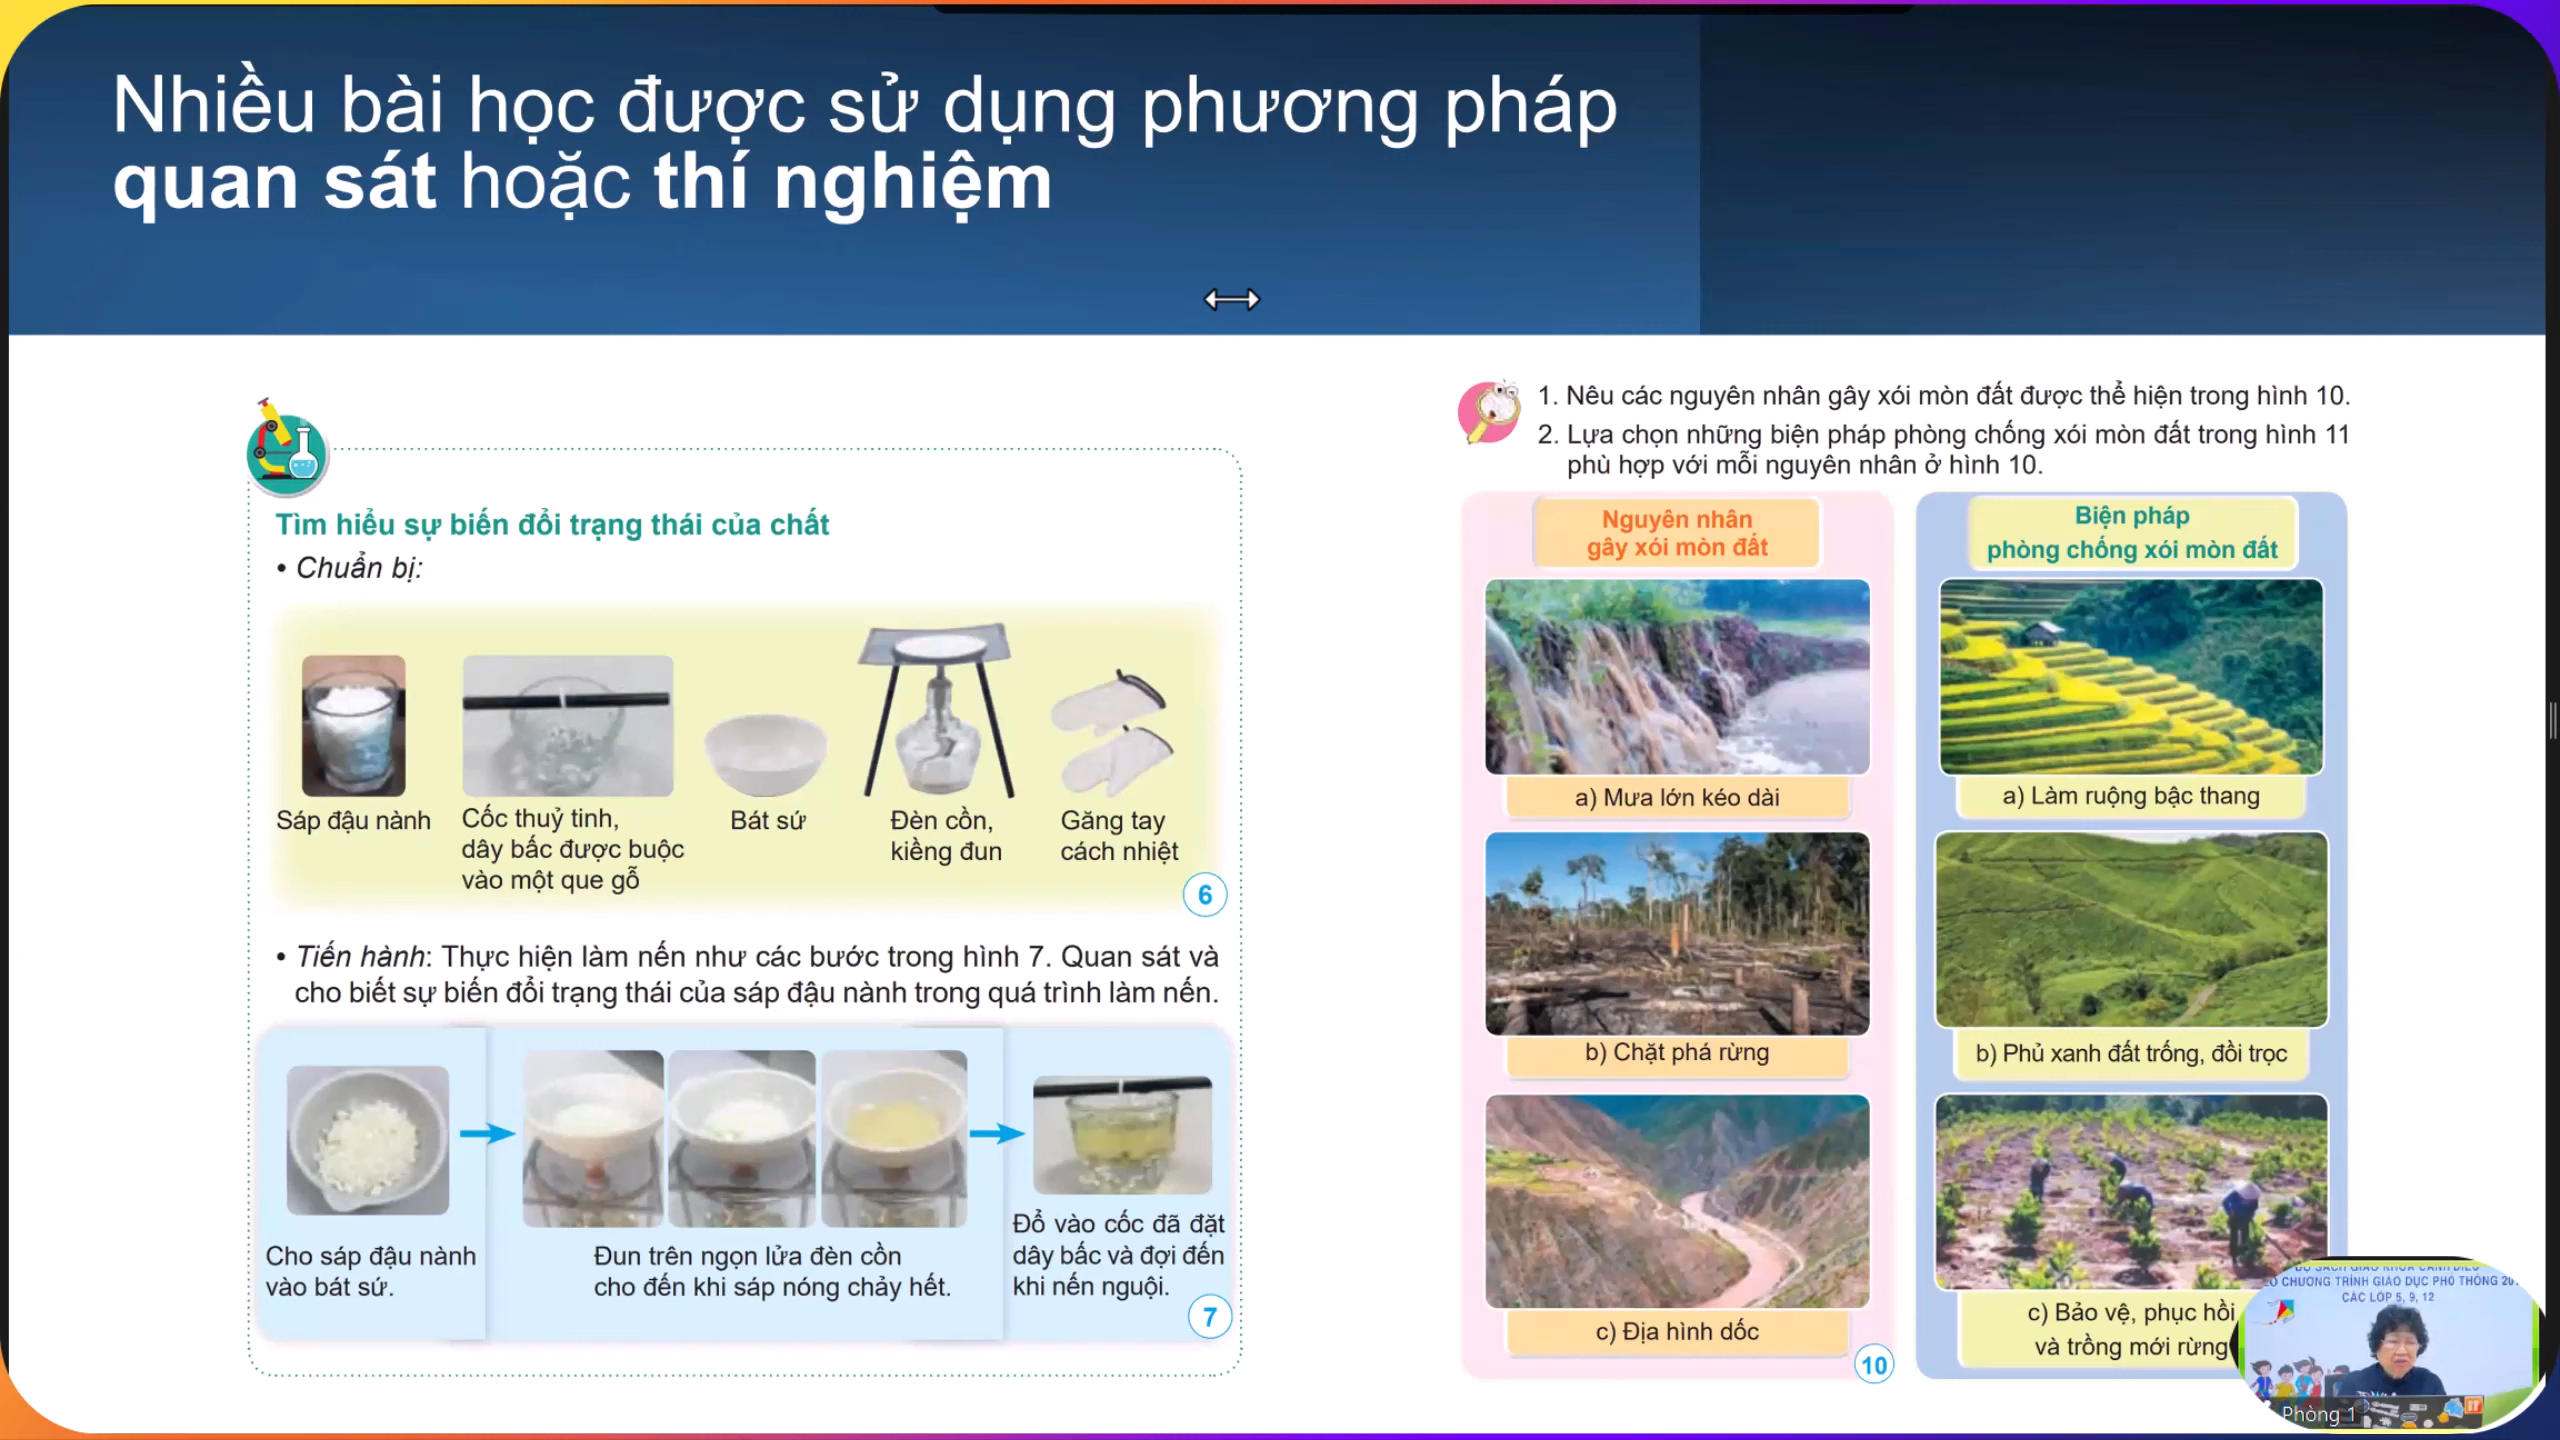 Nhiều bài học được sử dụng phương pháp
quan sát hoặc thí nghiệm
Tìm hiểu sự biến đổi trạng thái của chất
• Chuẩn bị:
Sáp đậu nành
Cốc thuỷ tinh,
dây bấc được buộc
vào một que gỗ
Bát sứ
Đèn cồn,
kiềng đun
Găng tay
cách nhiệt
6
• Tiến hành: Thực hiện làm nến như các bước trong hình 7. Quan sát và
cho biết sự biến đổi trạng thái của sáp đậu nành trong quá trình làm nến.
Cho sáp đậu nành
vào bát sứ.
Đun trên ngọn lửa đèn cồn
cho đến khi sáp nóng chảy hết.
Đổ vào cốc đã đặt
dây bấc và đợi đến
khi nến nguội.
7
1. Nêu các nguyên nhân gây xói mòn đất được thể hiện trong hình 10.
2. Lựa chọn những biện pháp phòng chống xói mòn đất trong hình 11
phù hợp với mỗi nguyên nhân ở hình 10.
Nguyên nhân
gây xói mòn đất
a) Mưa lớn kéo dài
b) Chặt phá rừng
c) Địa hình dốc
10
Biện pháp
phòng chống xói mòn đất
a) Làm ruộng bậc thang
b) Phủ xanh đất trống, đồi trọc
c) Bảo vệ, phục hồi
và trồng mới rừng
SÁCH GIÁO KHOA CÁNH DIỀU
CHƯƠNG TRÌNH GIÁO DỤC PHỔ THÔNG
CÁC LỚP 5, 9, 12
Phòng 1